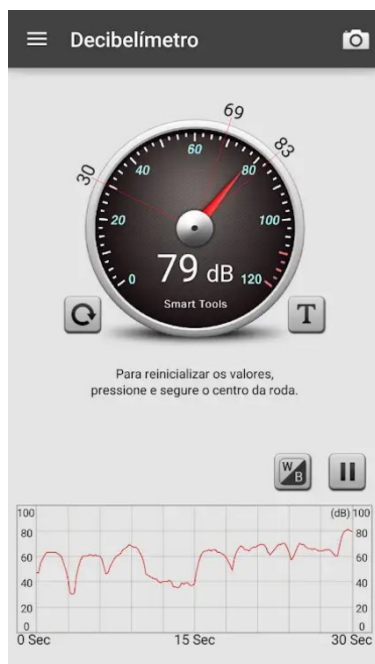 Decibelímetro
69
83
30
60
40
80
20
100
0
120
79 dB
Smart Tools
T
Para reinicializar os valores,
pressione e segure o centro da roda.
W
B
100
(dB) 100
80
80
60
60
40
40
20
20
0
0
0 Sec
15 Sec
30 Sec